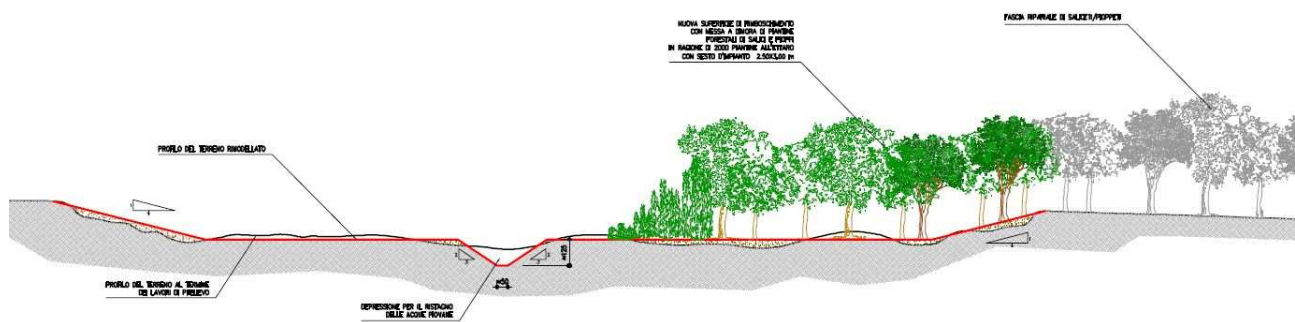 NUOVA SUPERFICIE DI RIMBOSCHIMENTO
CON MESSA A DIMORA DI PIANTINE
FORESTALI DI SALICI E PIOPPI
IN RAGIONE DI 2000 PIANTINE ALL'ETTARO
CON SESTO D'IMPIANTO 2.50X3,00 m
FASCIA RIPARIALE DI SALICETI/PIOPPETI
PROFILO DEL TERRENO RIMODELLATO
PROFILO DEL TERRENO AL TERMINE
DEI LAVORI DI PRELIEVO
DEPRESSIONE PER IL RISTAGNO
DELLE ACQUE PIOVANE